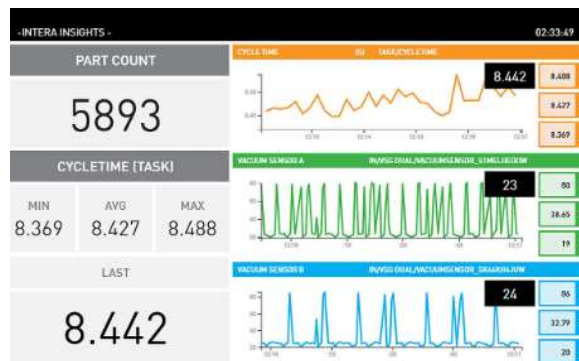 -INTERA INSIGHTS -
02:33:49
PART COUNT
5893
CYCLETIME (TASK)
MIN AVG MAX
8.369 8.427 8.488
LAST
8.442
CYCLE TIME (S) TASK/CYCLETIME
8.442
8.488
8.427
8.369
VACUUM SENSOR A
23
80
38.65
19
VACUUM SENSOR B
24
86
32.79
20